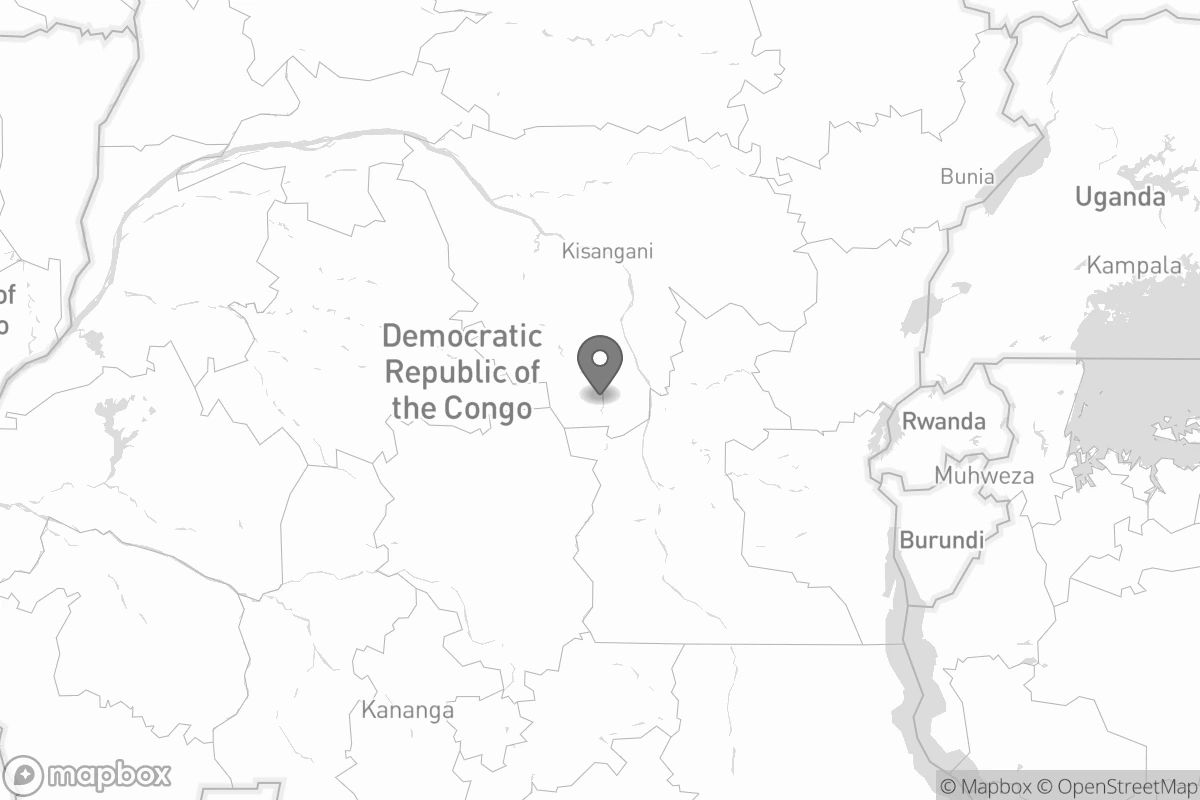 Bunia
Uganda
Kisangani
Kampala
of
o
Democratic
Republic of
the Congo
Rwanda
Muhweza
Burundi
Kananga
mapbox
© Mapbox © OpenStreetMap